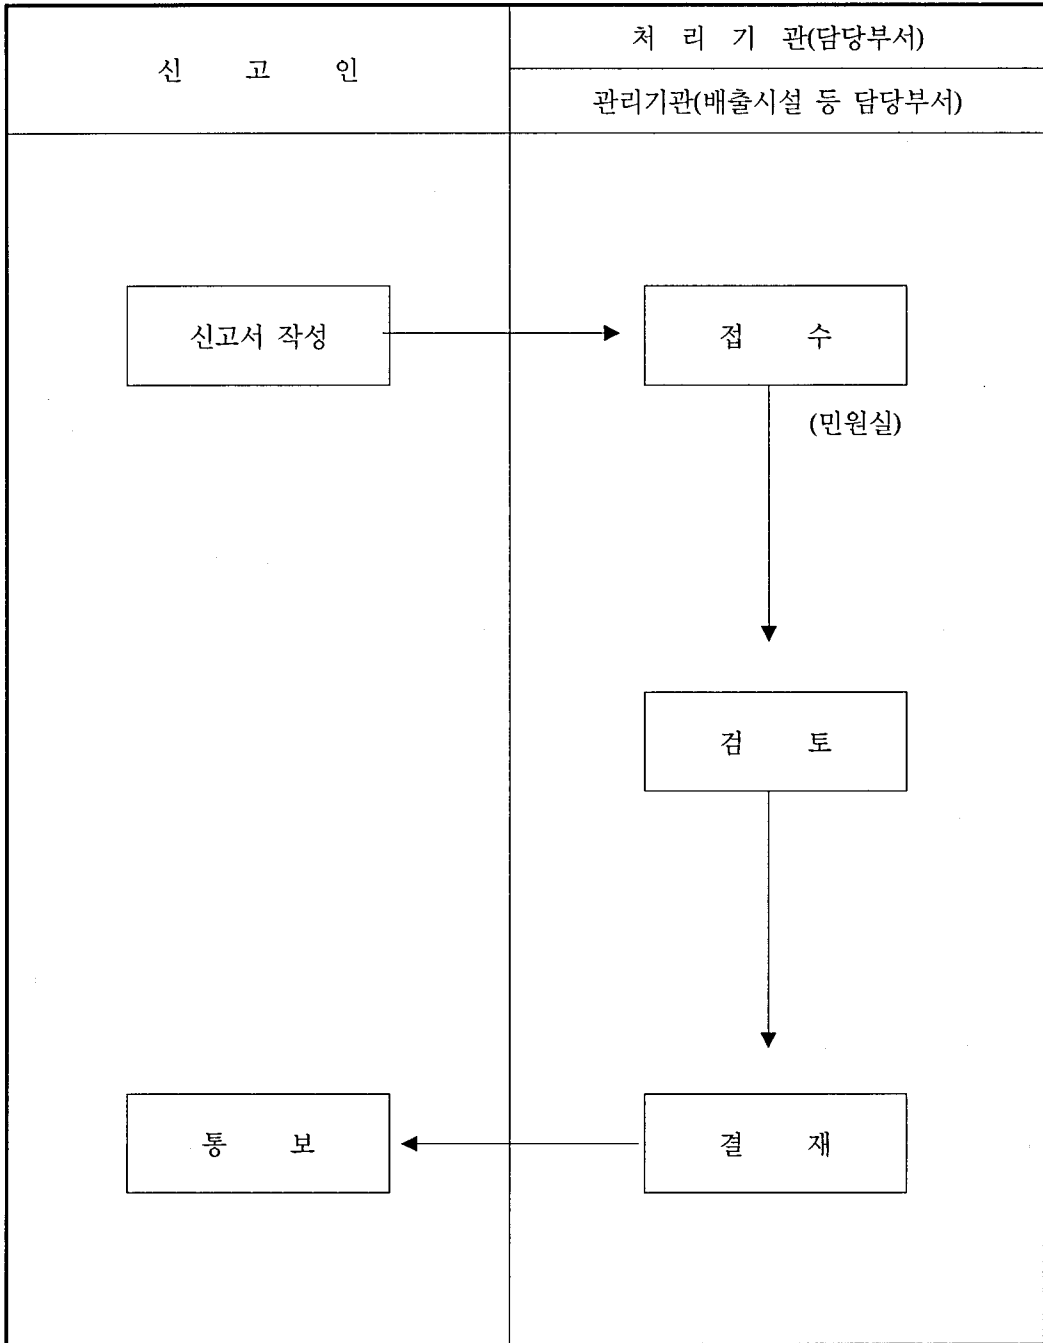 신 고 인
처 리 기 관(담당부서)
관리기관(배출시설 등 담당부서)
신고서 작성
접 수
(민원실)
검 토
통 보
결 재